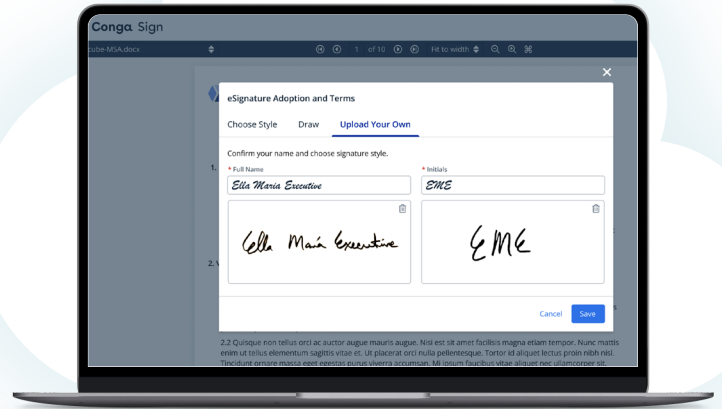 Conga Sign
cube-MSA.docx
1 of 10 Fit to width
eSignature Adoption and Terms
Choose Style Draw Upload Your Own
Confirm your name and choose signature style.
* Full Name * Initials
Ella Maria Executive EME
Ella Maria Executive EME
1.
2. V
Cancel Save
2.2 Quisque non tellus orci ac auctor augue mauris augue. Nisl est sit amet facilisis magna etiam tempor. Nunc mattis
enim ut tellus elementum sagittis vitae et. Ut placerat orci nulla pellentesque. Tortor id aliquet lectus proin nibh nisl.
Tincidunt ornare massa eget egestas purus viverra accumsan. Mi ipsum faucibus vitae aliquet nec ullamcorper sit.